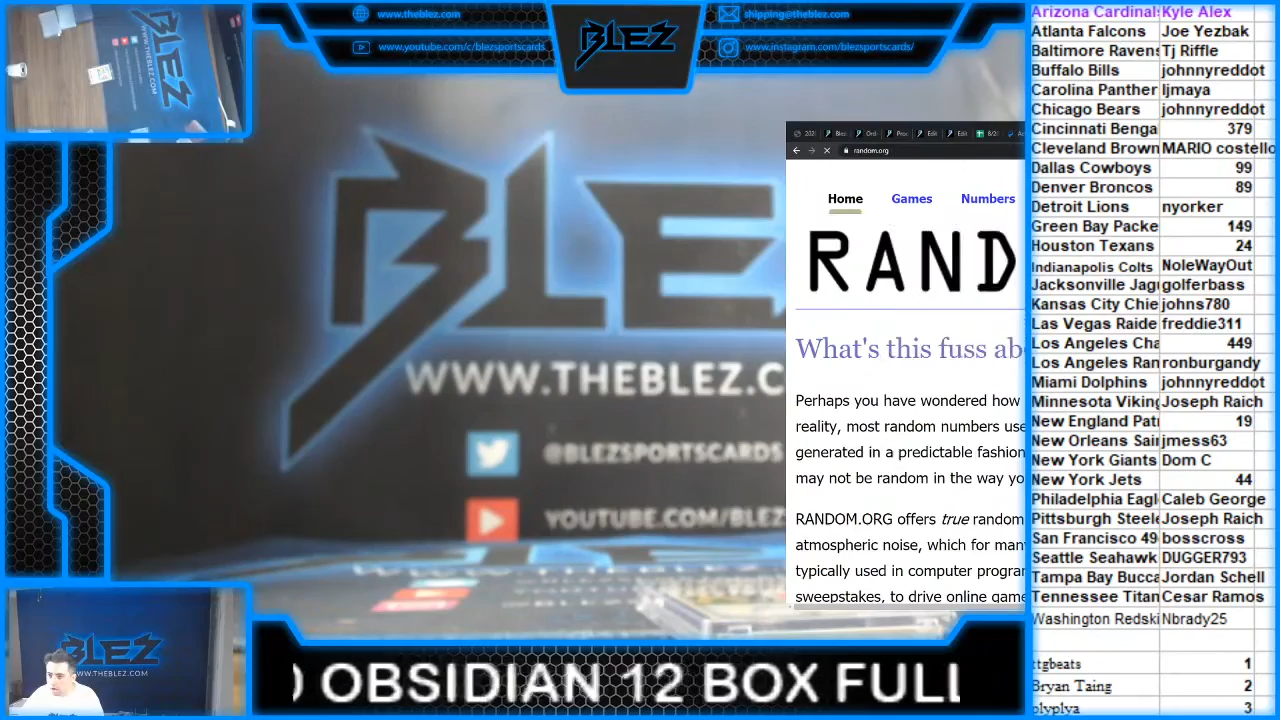 www.theblez.com
shipping@theblez.com
www.youtube.com/c/blezsportscards
www.instagram.com/blezsportscards/
BLEZ
BLEZ
WWW.THEBLEZ.C
@BLEZSPORTSCARDS
YOUTUBE.COM/BLEZ
BLEZ
BLEZ
WWW.THEBLEZ.COM
random.org
Home Games Numbers
RAND
What's this fuss ab
Perhaps you have wondered how
reality, most random numbers use
generated in a predictable fashion
may not be random in the way yo
RANDOM.ORG offers true random
atmospheric noise, which for man
typically used in computer program
sweepstakes, to drive online game
OBSIDIAN 12 BOX FULL
Arizona Cardinals Kyle Alex
Atlanta Falcons Joe Yezbak
Baltimore Ravens Tj Riffle
Buffalo Bills johnnyreddot
Carolina Panther ljmaya
Chicago Bears johnnyreddot
Cincinnati Benga 379
Cleveland Brown MARIO costello
Dallas Cowboys 99
Denver Broncos 89
Detroit Lions nyorker
Green Bay Packe 149
Houston Texans 24
Indianapolis Colts NoleWayOut
Jacksonville Jagu golferbass
Kansas City Chie johns780
Las Vegas Raide freddie311
Los Angeles Cha 449
Los Angeles Ran ronburgandy
Miami Dolphins johnnyreddot
Minnesota Viking Joseph Raich
New England Patr 19
New Orleans Sain jmess63
New York Giants Dom C
New York Jets 44
Philadelphia Eagl Caleb George
Pittsburgh Steele Joseph Raich
San Francisco 49e bosscross
Seattle Seahawk DUGGER793
Tampa Bay Bucca Jordan Schell
Tennessee Titan Cesar Ramos
Washington Redski Nbrady25
ttgbeats 1
Bryan Taing 2
plyplya 3